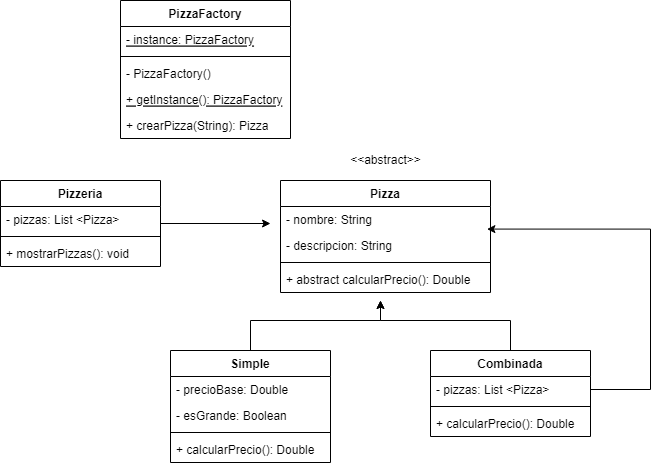 PizzaFactory
- instance: PizzaFactory
- PizzaFactory()
+ getInstance(): PizzaFactory
+ crearPizza(String): Pizza
<<abstract>>
Pizzeria
- pizzas: List <Pizza>
+ mostrarPizzas(): void
Pizza
- nombre: String
- descripcion: String
+ abstract calcularPrecio(): Double
Simple
- precioBase: Double
- esGrande: Boolean
+ calcularPrecio(): Double
Combinada
- pizzas: List <Pizza>
+ calcularPrecio(): Double